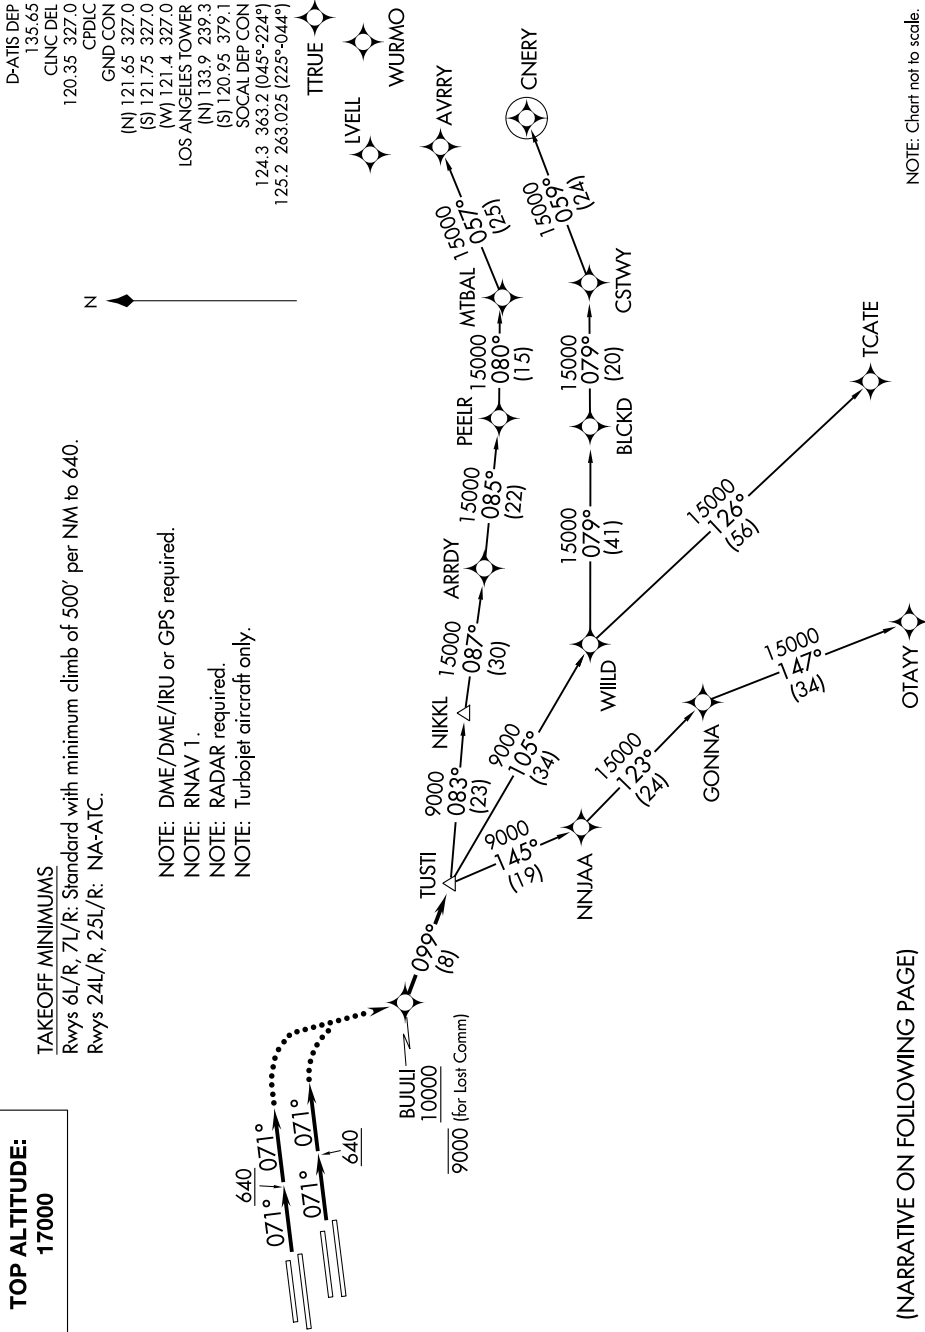 TOP ALTITUDE:
17000
TAKEOFF MINIMUMS
Rwys 6L/R, 7L/R: Standard with minimum climb of 500' per NM to 640.
Rwys 24L/R, 25L/R: NA-ATC.
NOTE: DME/DME/IRU or GPS required.
NOTE: RNAV 1.
NOTE: RADAR required.
NOTE: Turbojet aircraft only.
N
D-ATIS DEP
135.65
CLNC DEL
120.35 327.0
CPDLC
GND CON
(N) 121.65 327.0
(S) 121.75 327.0
(W) 121.4 327.0
LOS ANGELES TOWER
(N) 133.9 239.3
(S) 120.95 379.1
SOCAL DEP CON
124.3 363.2 (045°-224°)
125.2 263.025 (225°-044°)
TTRUE
WURMO
LVELL
AVRRY
CNERY
640
071°
071°
071°
071°
640
BUULI
10000
9000 (for Lost Comm)
099°
(8)
TUSTI
9000
083°
(23)
NIKKL
15000
087°
(30)
ARRDY
15000
085°
(22)
PEELR
15000
080°
(15)
MTBAL
15000
057°
(25)
9000
105°
(34)
WIILD
15000
079°
(41)
BLCKD
15000
079°
(20)
CSTWY
15000
059°
(24)
15000
126°
(56)
TCATE
9000
145°
(19)
NNJAA
15000
123°
(24)
GONNA
15000
147°
(34)
OTAYY
(NARRATIVE ON FOLLOWING PAGE)
NOTE: Chart not to scale.